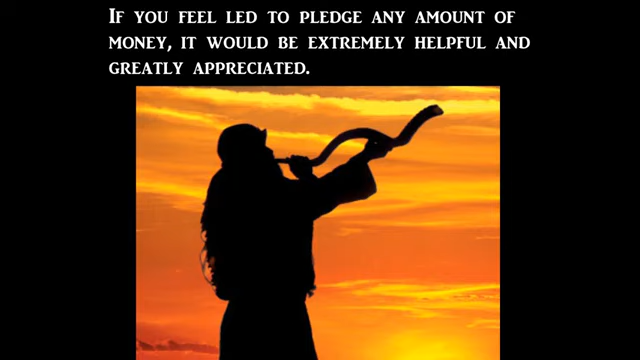 If you feel led to pledge any amount of
money, it would be extremely helpful and
greatly appreciated.